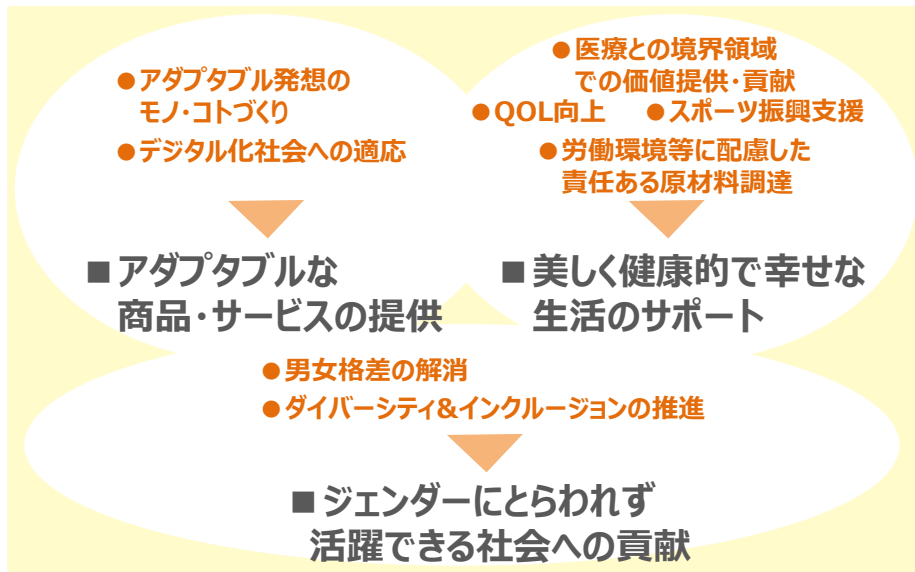 ●アダプタブル発想の
モノ・コトづくり
●デジタル化社会への適応
■アダプタブルな
商品・サービスの提供
●医療との境界領域
での価値提供・貢献
●QOL向上 ●スポーツ振興支援
●労働環境等に配慮した
責任ある原材料調達
■美しく健康的で幸せな
生活のサポート
●男女格差の解消
●ダイバーシティ&インクルージョンの推進
■ジェンダーにとらわれず
活躍できる社会への貢献